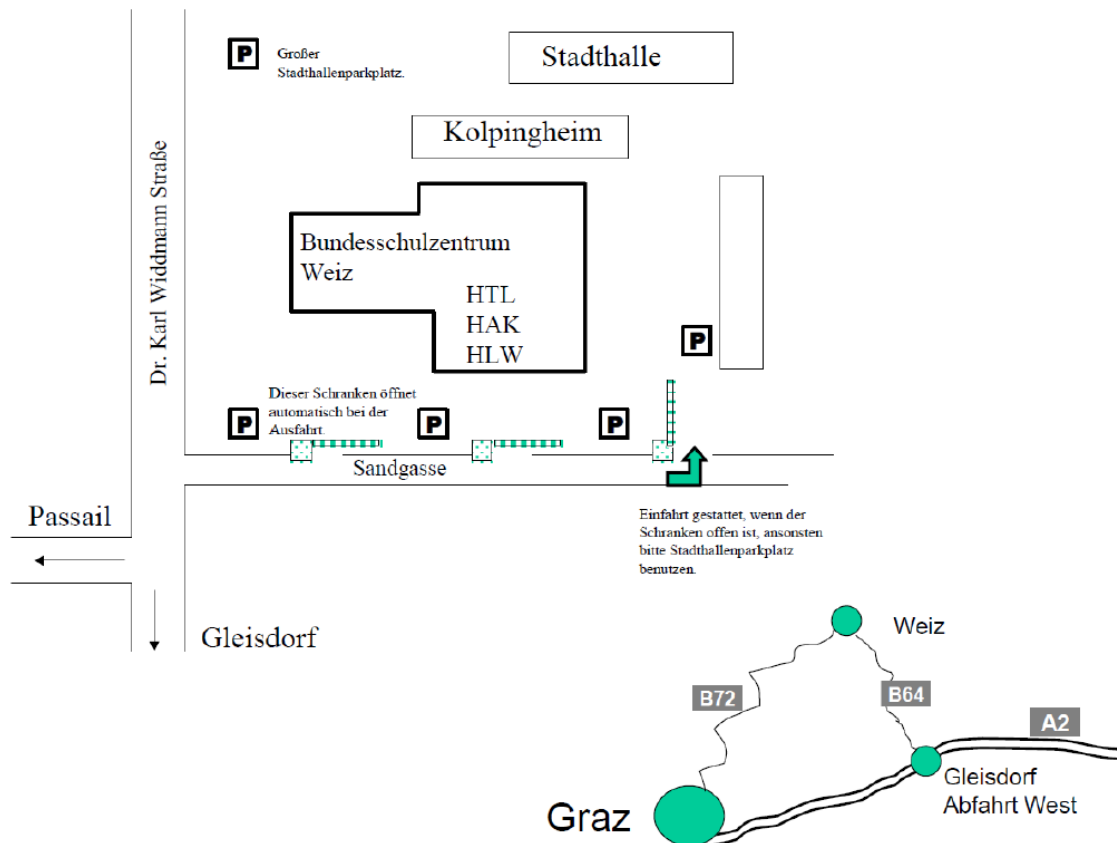 P
Großer
Stadthallenparkplatz.
Stadthalle
Kolpingheim
Dr. Karl Widdmann Straße
Bundesschulzentrum
Weiz
HTL
HAK
HLW
P
P
Dieser Schranken öffnet
automatisch bei der
Ausfahrt.
P
P
Sandgasse
Passail
Einfahrt gestattet, wenn der
Schranken offen ist, ansonsten
bitte Stadthallenparkplatz
benutzen.
Gleisdorf
Weiz
B72
B64
A2
Gleisdorf
Abfahrt West
Graz